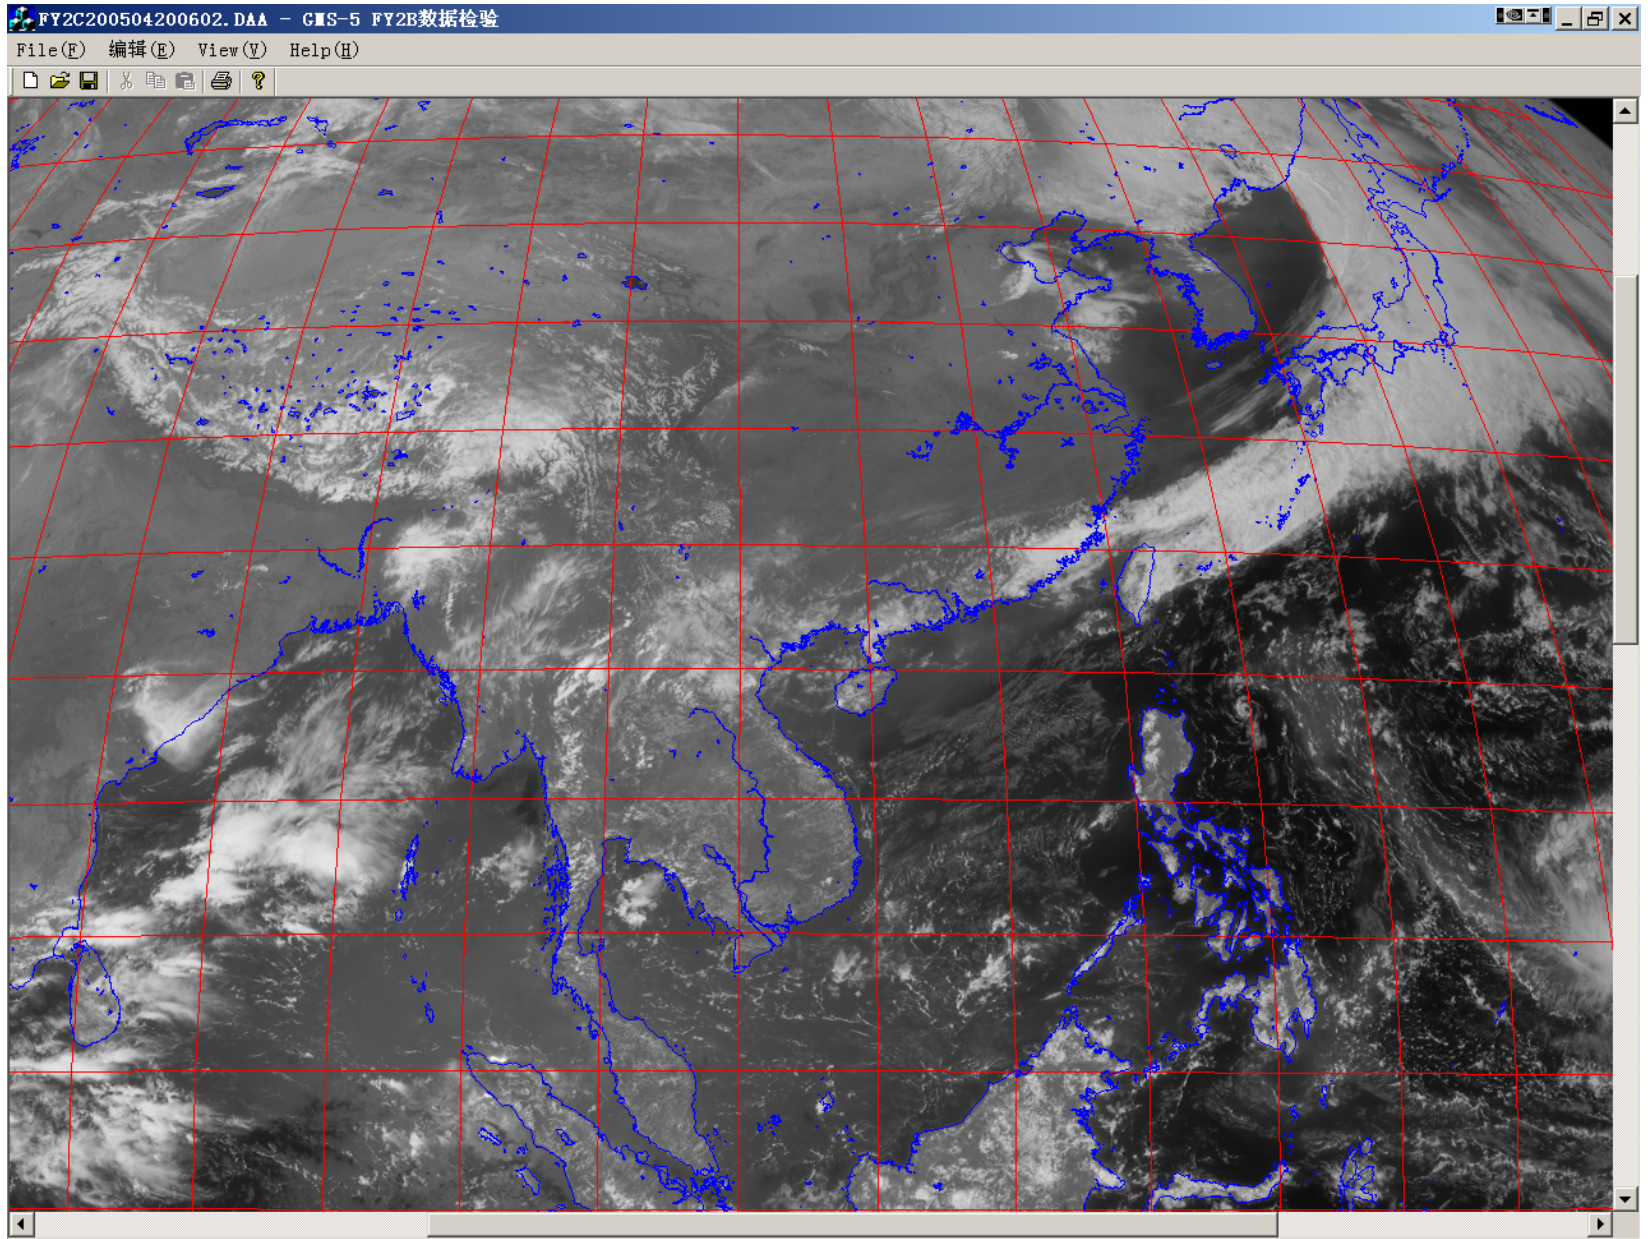 FY2C200504200602.DAA - GMS-5 FY2B数据检验
File(F) 编辑(E) View(V) Help(H)